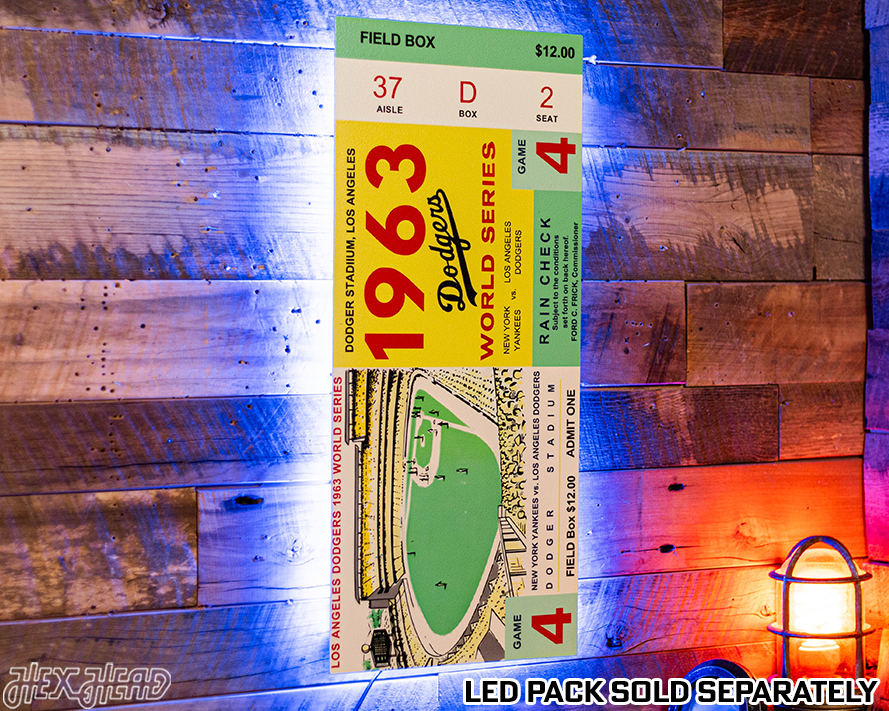 FIELD BOX
$12.00
37
AISLE
D
BOX
2
SEAT
DODGER STADIIUM, LOS ANGELES
1963
Dodgers
WORLD SERIES
NEW YORK
YANKEES
vs.
LOS ANGELES
DODGERS
GAME
4
RAIN CHECK
Subject to the conditions
set forth on back hereof.
FORD C. FRICK, Commissioner
LOS ANGELES DODGERS 1963 WORLD SERIES
NEW YORK YANKEES vs. LOS ANGELES DODGERS
DODGER STADIUM
FIELD Box $12.00 ADMIT ONE
GAME
4
HEX HEAD
LED PACK SOLD SEPARATELY